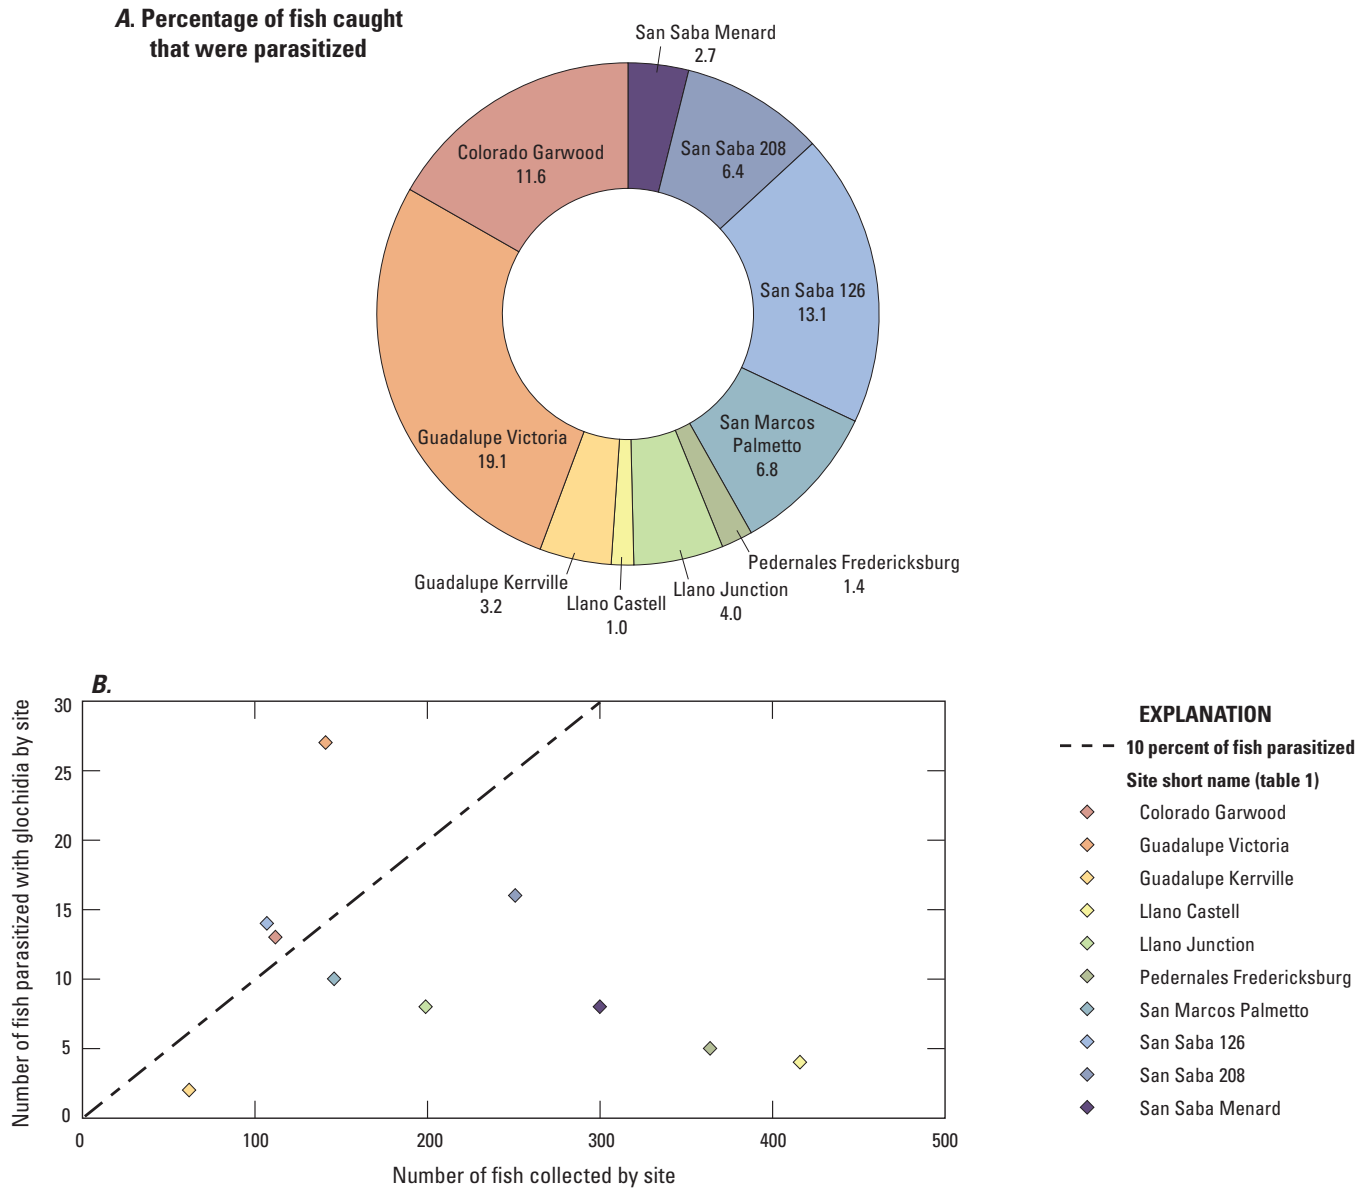 A. Percentage of fish caught
that were parasitized
San Saba Menard
2.7
San Saba 208
6.4
Colorado Garwood
11.6
San Saba 126
13.1
San Marcos
Palmetto
6.8
Guadalupe Victoria
19.1
Pedernales Fredericksburg
1.4
Guadalupe Kerrville
3.2
Llano Junction
4.0
Llano Castell
1.0
B.
Number of fish parasitized with glochidia by site
30
25
20
15
10
5
0
0 100 200 300 400 500
Number of fish collected by site
EXPLANATION
10 percent of fish parasitized
Site short name (table 1)
Colorado Garwood
Guadalupe Victoria
Guadalupe Kerrville
Llano Castell
Llano Junction
Pedernales Fredericksburg
San Marcos Palmetto
San Saba 126
San Saba 208
San Saba Menard